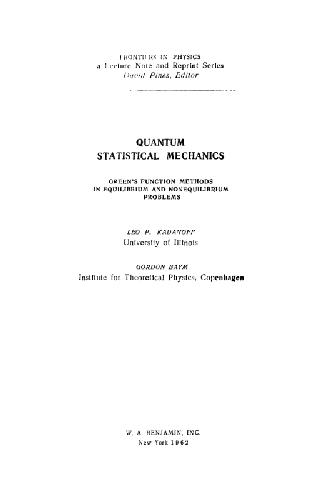 FRONTIERS IN PHYSICS
a Lecture Note and Reprint Series
David Pines, Editor
QUANTUM
STATISTICAL MECHANICS
GREEN'S FUNCTION METHODS
IN EQUILIBRIUM AND NONEQUILIBRIUM
PROBLEMS
LEO P. KADANOFF
University of Illinois
GORDON BAYM
Institute for Theoretical Physics, Copenhagen
W. A. BENJAMIN, INC.
New York 1962